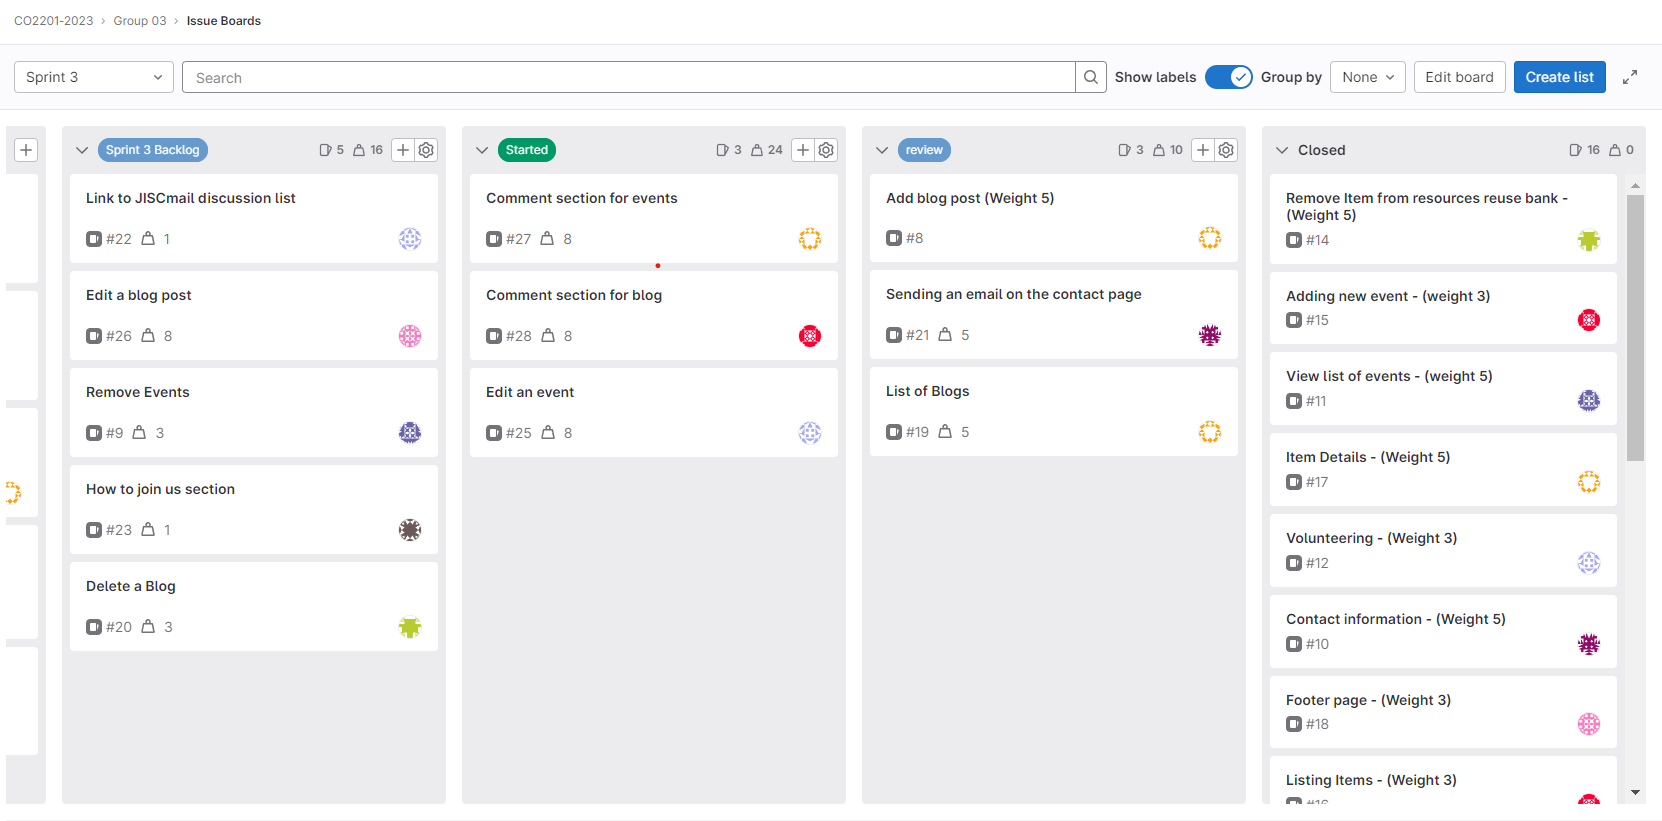 CO2201-2023 › Group 03 › Issue Boards
Sprint 3
Search
Show labels
Group by
None
Edit board
Create list
Sprint 3 Backlog
5
16
Link to JISCmail discussion list
#22
1
Edit a blog post
#26
8
Remove Events
#9
3
How to join us section
#23
1
Delete a Blog
#20
3
Started
3
24
Comment section for events
#27
8
Comment section for blog
#28
8
Edit an event
#25
8
review
3
10
Add blog post (Weight 5)
#8
Sending an email on the contact page
#21
5
List of Blogs
#19
5
Closed
16
0
Remove Item from resources reuse bank -
(Weight 5)
#14
Adding new event - (weight 3)
#15
View list of events - (weight 5)
#11
Item Details - (Weight 5)
#17
Volunteering - (Weight 3)
#12
Contact information - (Weight 5)
#10
Footer page - (Weight 3)
#18
Listing Items - (Weight 3)
#16